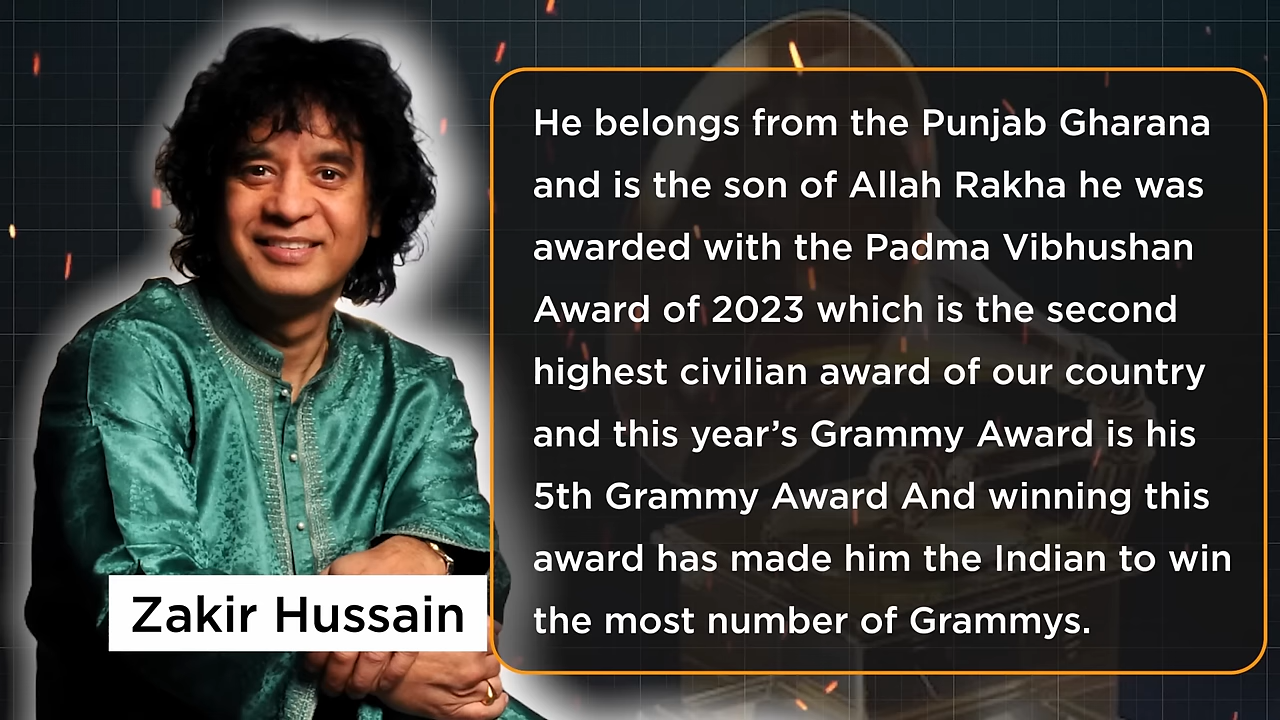 He belongs from the Punjab Gharana
and is the son of Allah Rakha he was
awarded with the Padma Vibhushan
Award of 2023 which is the second
highest civilian award of our country
and this year’s Grammy Award is his
5th Grammy Award And winning this
award has made him the Indian to win
the most number of Grammys.
Zakir Hussain